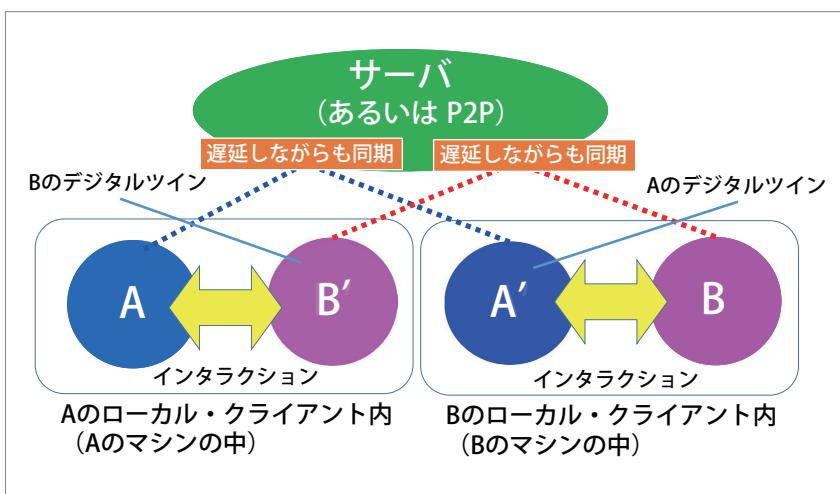 サーバ
（あるいは P2P）
遅延しながらも同期
遅延しながらも同期
Bのデジタルツイン
Aのデジタルツイン
A
B′
A′
B
インタラクション
インタラクション
Aのローカル・クライアント内
（Aのマシンの中）
Bのローカル・クライアント内
（Bのマシンの中）